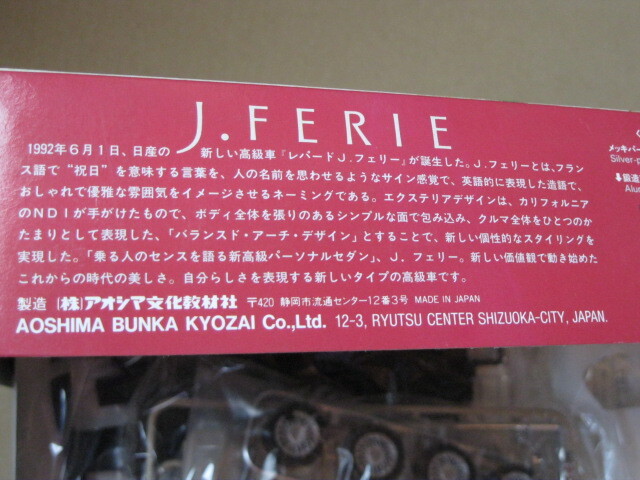 J.FERIE
1992年6月1日、日産の 新しい高級車『レパードJ.フェリー』が誕生した。J.フェリーとは、フラン
ス語で“祝日”を意味する言葉を、人の名前を思わせるようなサイン感覚で、英語的に表現した造語で、
おしゃれで優雅な雰囲気をイメージさせるネーミングである。エクステリアデザインは、カリフォルニア
のNDIが手がけたもので、ボディ全体を張りのあるシンプルな面で包み込み、クルマ全体をひとつのか
たまりとして表現した、「バランスド・アーチ・デザイン」とすることで、新しい個性的なスタイリングを
実現した。「乗る人のセンスを語る新高級パーソナルセダン」、J.フェリー。新しい価値観で動き始めた
これからの時代の美しさ。自分らしさを表現する新しいタイプの高級車です。
製造 (株)アオシマ文化教材社 〒420 静岡市流通センター12番3号 MADE IN JAPAN
AOSHIMA BUNKA KYOZAI Co.,Ltd. 12-3, RYUTSU CENTER SHIZUOKA-CITY, JAPAN.
メッキパー
Silver-p
Alu